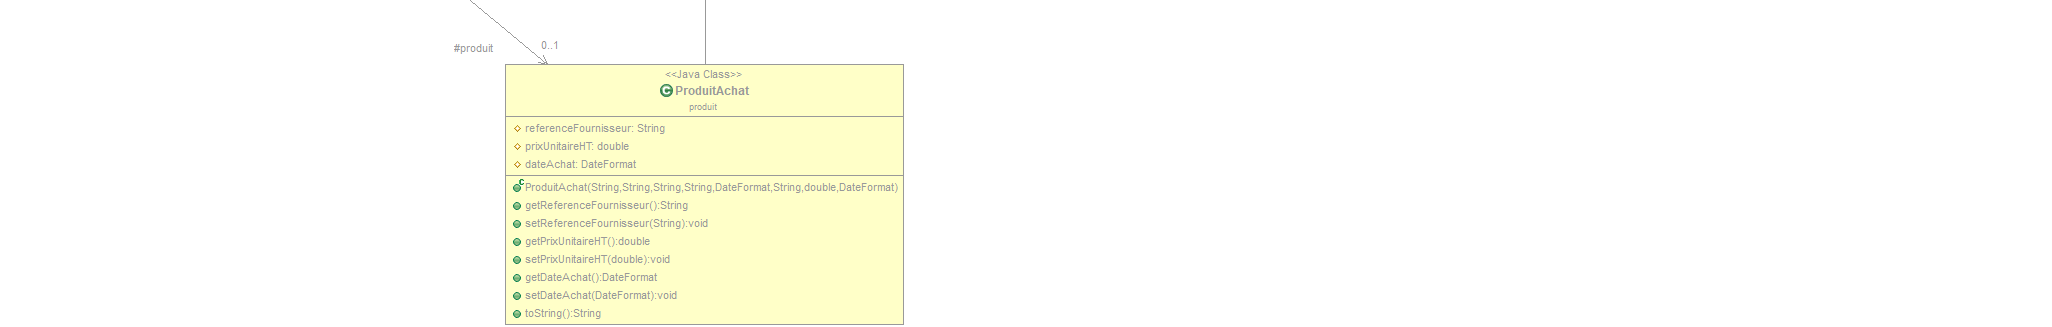 #produit
0..1
<<Java Class>>
ProduitAchat
produit
referenceFournisseur: String
prixUnitaireHT: double
dateAchat: DateFormat
ProduitAchat(String,String,String,String,DateFormat,String,double,DateFormat)
getReferenceFournisseur():String
setReferenceFournisseur(String):void
getPrixUnitaireHT():double
setPrixUnitaireHT(double):void
getDateAchat():DateFormat
setDateAchat(DateFormat):void
toString():String